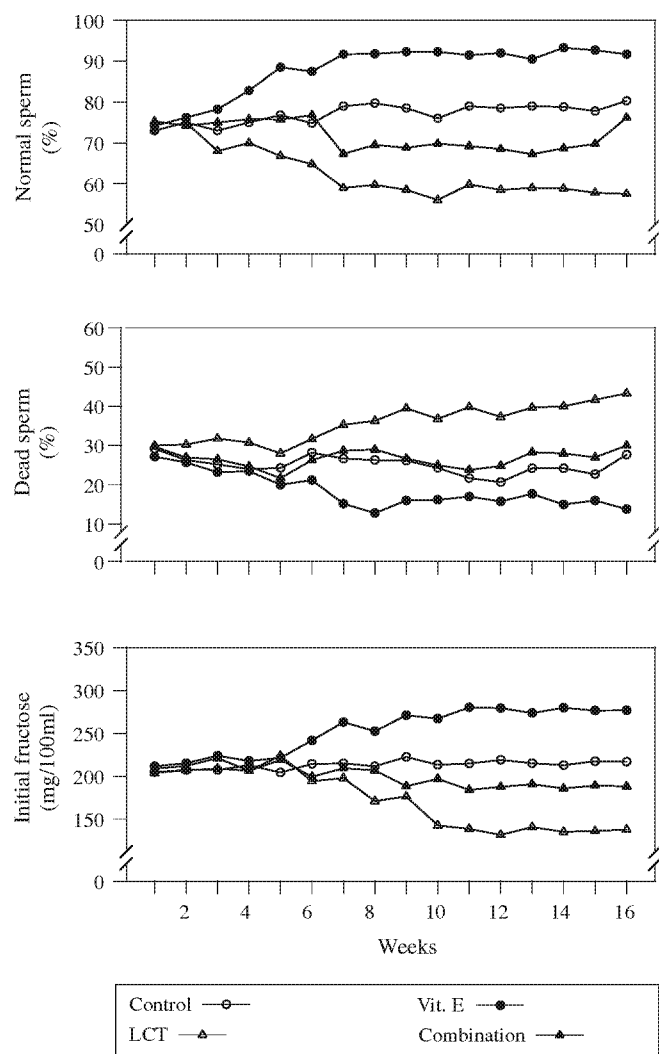 100
90
80
70
60
50
0
Normal sperm
(%)
60
50
40
30
20
10
0
Dead sperm
(%)
350
300
250
200
150
0
Initial fructose
(mg/100ml)
2 4 6 8 10 12 14 16
Weeks
Control Vit. E
LCT Combination